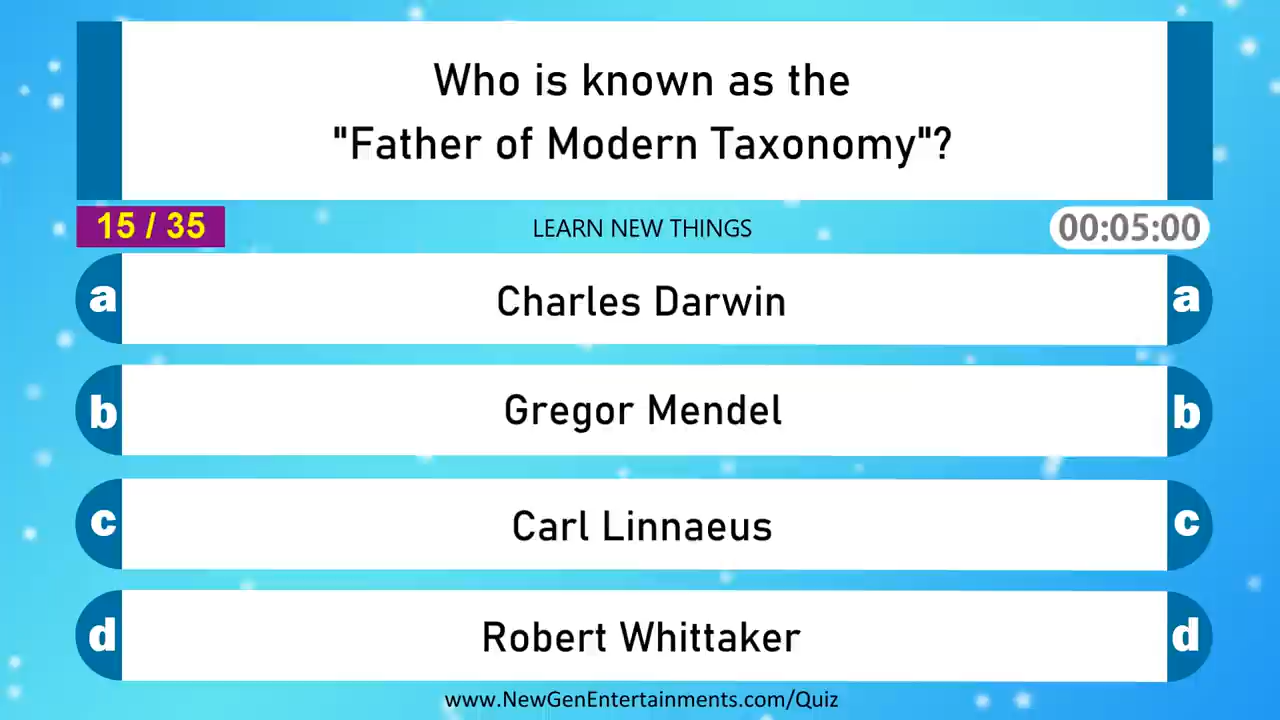 Who is known as the
"Father of Modern Taxonomy"?
15 / 35
LEARN NEW THINGS
00:05:00
a
Charles Darwin
a
b
Gregor Mendel
b
c
Carl Linnaeus
c
d
Robert Whittaker
d
www.NewGenEntertainments.com/Quiz